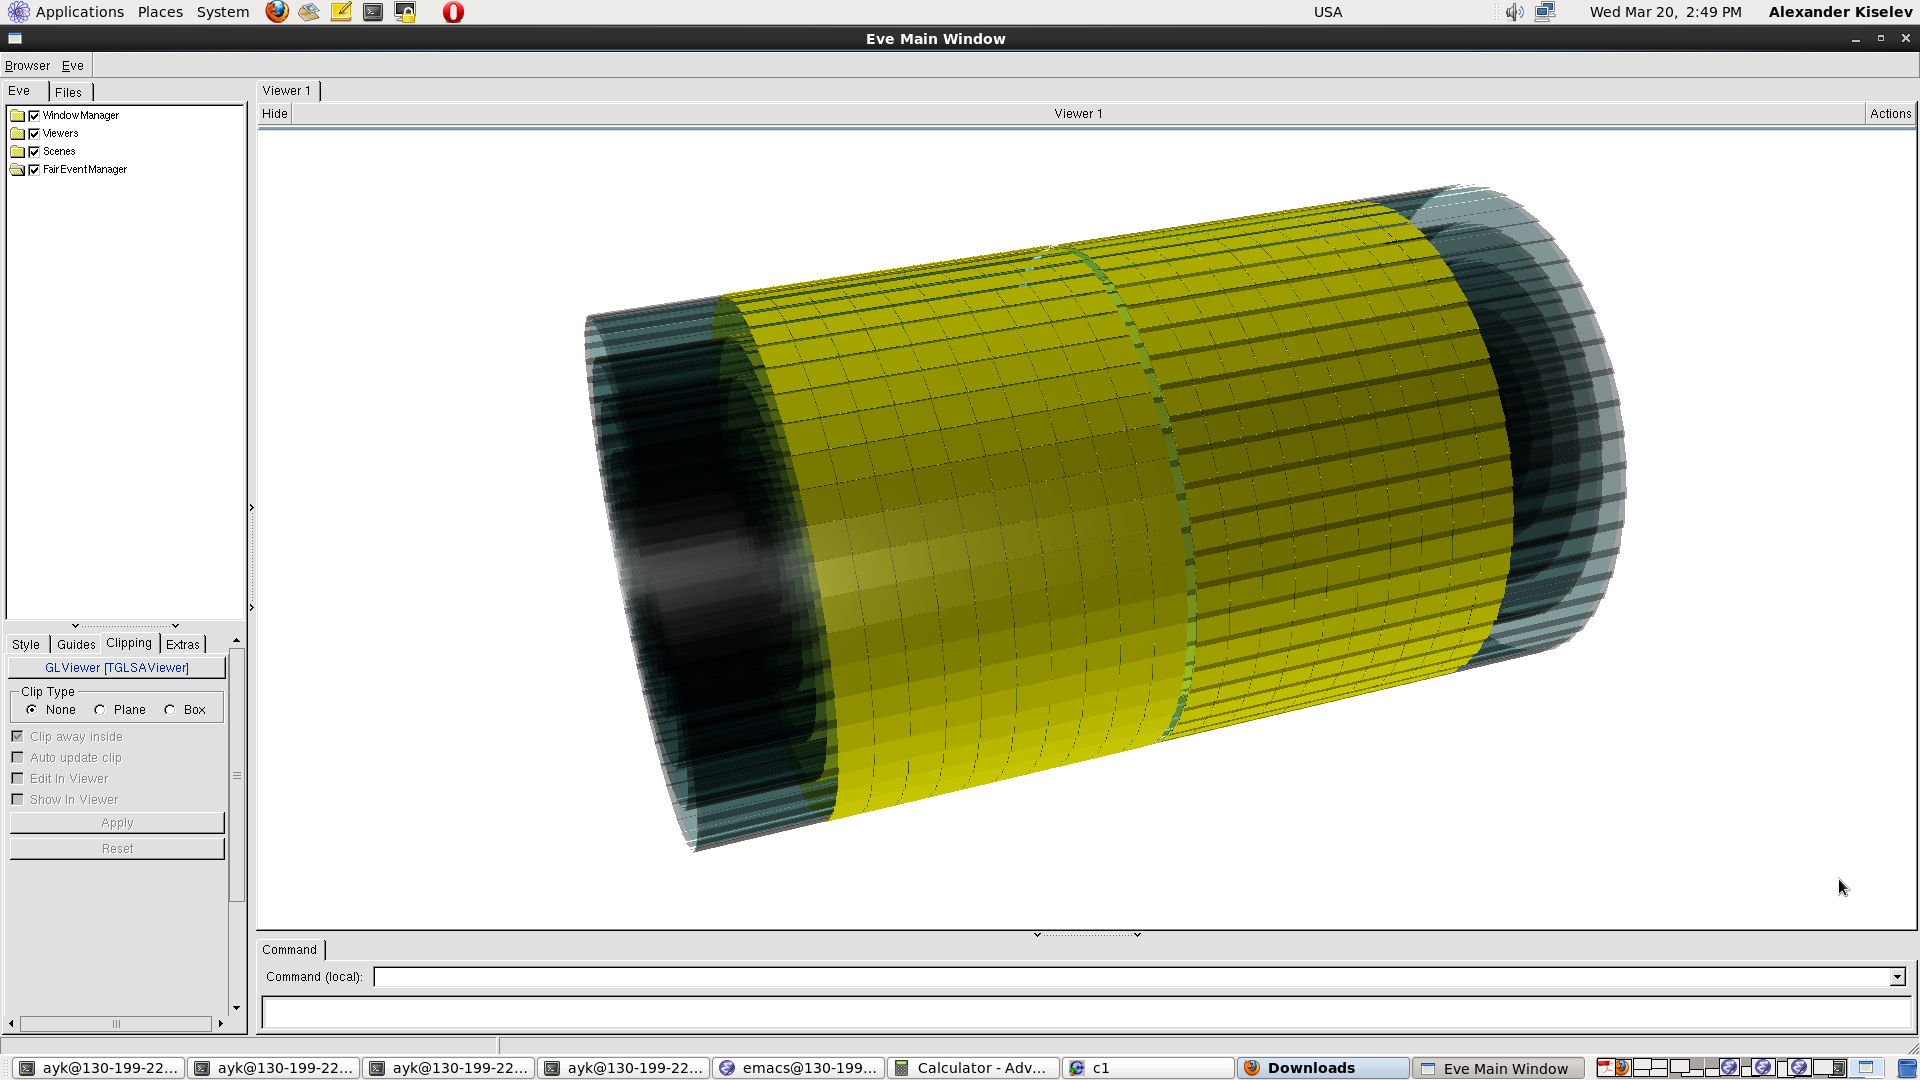 Applications Places System USA Wed Mar 20, 2:49 PM Alexander Kiselev
Eve Main Window
Browser Eve
Eve Files
Viewer 1
Hide Viewer 1 Actions
WindowManager
Viewers
Scenes
FairEventManager
Style Guides Clipping Extras
GLViewer [TGLSAViewer]
Clip Type
None Plane Box
Clip away inside
Auto update clip
Edit In Viewer
Show In Viewer
Apply
Reset
Command
Command (local):
ayk@130-199-22... ayk@130-199-22... ayk@130-199-22... ayk@130-199-22... emacs@130-199... Calculator - Adv... c1 Downloads Eve Main Window